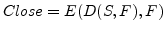 Close = E(D(S, F), F)